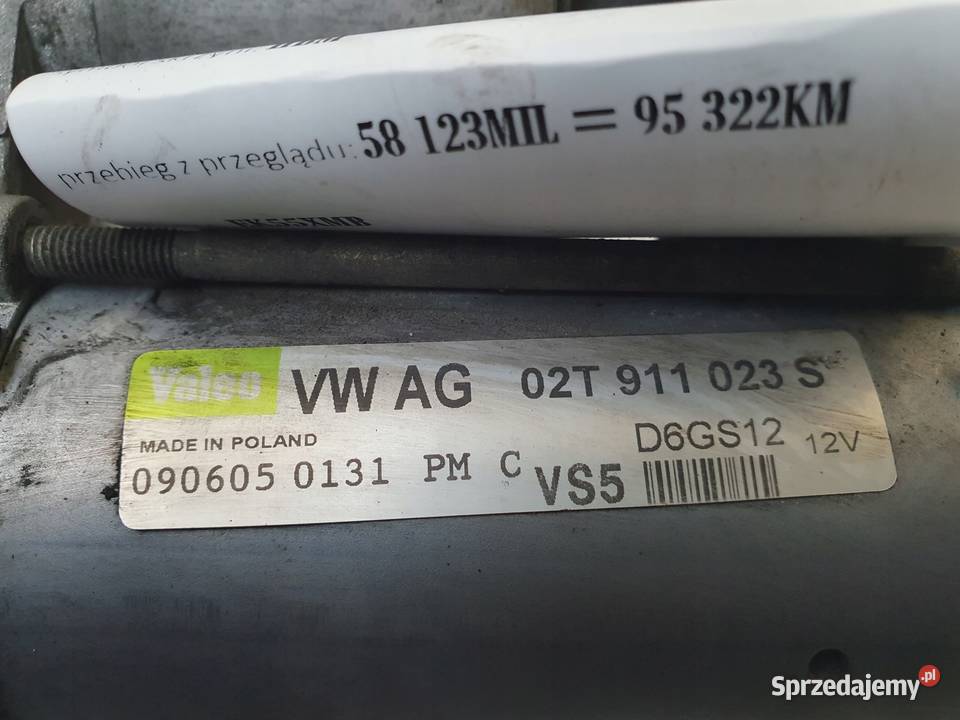 przebieg z przeglądu: 58 123MIL = 95 322KM
FK55XMR
Valeo VW AG 02T 911 023 S
MADE IN POLAND D6GS12 12V
090605 0131 PM C VS5
Sprzedajemy.pl